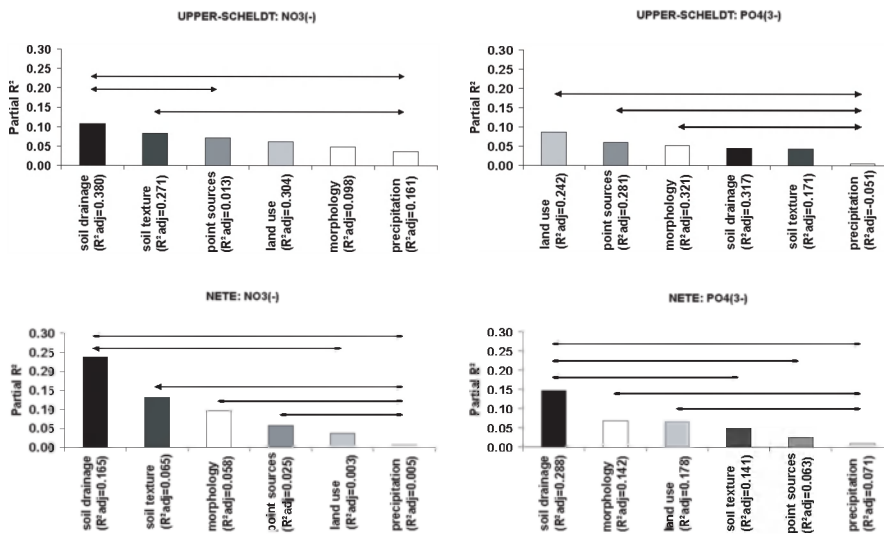 UPPER-SCHELDT: NO3(-)
Partial R²
0.30
0.25
0.20
0.15
0.10
0.05
0.00
soil drainage
(R²adj=0.380)
soil texture
(R²adj=0.271)
point sources
(R²adj=0.013)
land use
(R²adj=0.304)
morphology
(R²adj=0.098)
precipitation
(R²adj=0.161)
UPPER-SCHELDT: PO4(3-)
Partial R²
0.30
0.25
0.20
0.15
0.10
0.05
0.00
land use
(R²adj=0.242)
point sources
(R²adj=0.281)
morphology
(R²adj=0.321)
soil drainage
(R²adj=0.317)
soil texture
(R²adj=0.171)
precipitation
(R²adj=-0.051)
NETE: NO3(-)
Partial R²
0.30
0.25
0.20
0.19
0.10
0.09
0.00
soil drainage
(R²adj=0.165)
soil texture
(R²adj=0.065)
morphology
(R²adj=0.058)
point sources
(R²adj=0.025)
land use
(R²adj=0.003)
precipitation
(R²adj=0.005)
NETE: PO4(3-)
Partial R²
0.30
0.25
0.20
0.15
0.10
0.05
0.00
soil drainage
(R²adj=0.288)
morphology
(R²adj=0.142)
land use
(R²adj=0.178)
soil texture
(R²adj=0.141)
point sources
(R²adj=0.063)
precipitation
(R²adj=0.071)